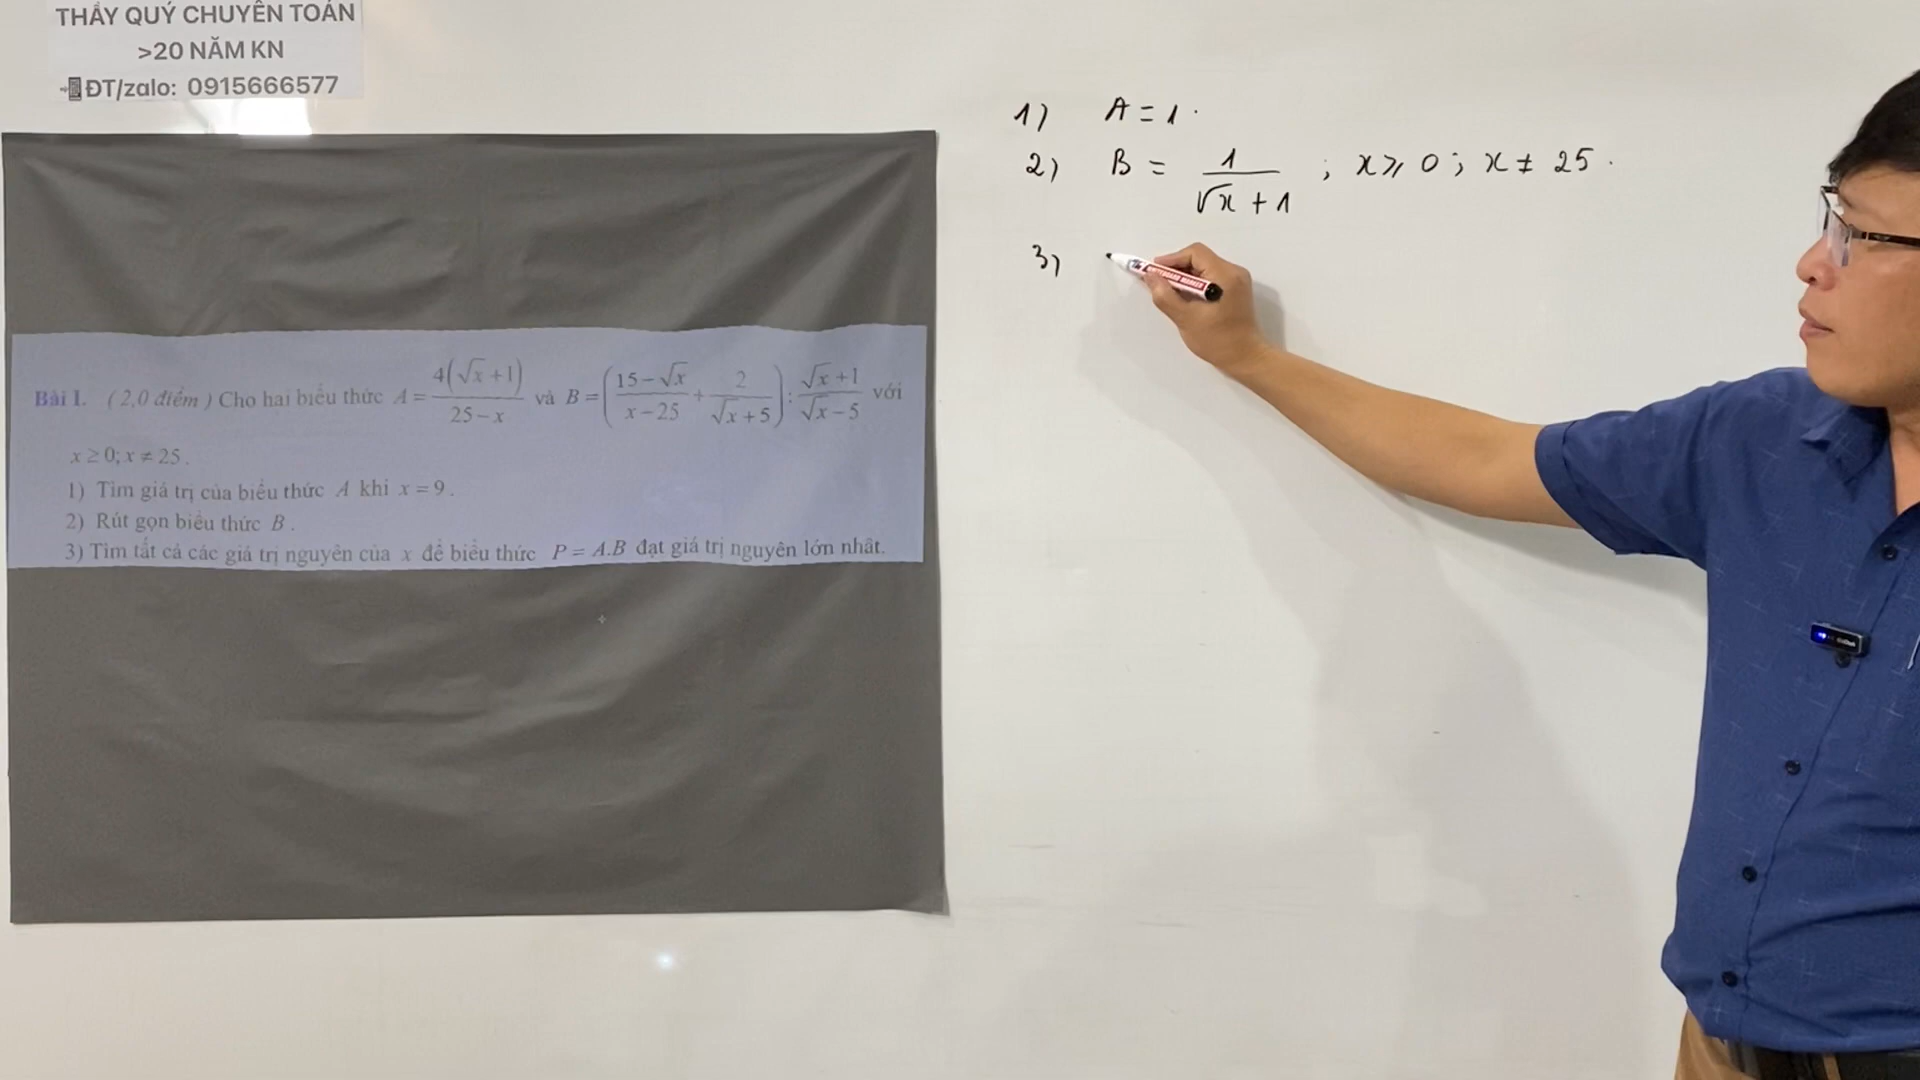 THẦY QUÝ CHUYÊN TOÁN
>20 NĂM KN
ĐT/zalo: 0915666577
Bài I. ( 2,0 điểm ) Cho hai biểu thức A = 4(√x+1)/(25−x) và B = ((15−√x)/(x−25) + 2/(√x+5)) : (√x+1)/(√x−5) với
x ≥ 0; x ≠ 25.
1) Tìm giá trị của biểu thức A khi x = 9.
2) Rút gọn biểu thức B.
3) Tìm tất cả các giá trị nguyên của x để biểu thức P = A.B đạt giá trị nguyên lớn nhất.
1) A = 1.
2) B = 1/(√x + 1) ; x ≥ 0 ; x ≠ 25.
3)
WHITEBOARD MARKER